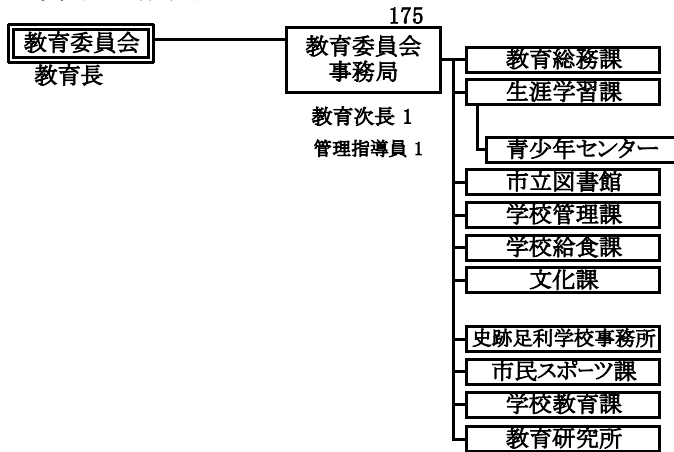 175
教育委員会
教育長
教育委員会
事務局
教育次長 1
管理指導員 1
教育総務課
生涯学習課
青少年センター
市立図書館
学校管理課
学校給食課
文化課
史跡足利学校事務所
市民スポーツ課
学校教育課
教育研究所